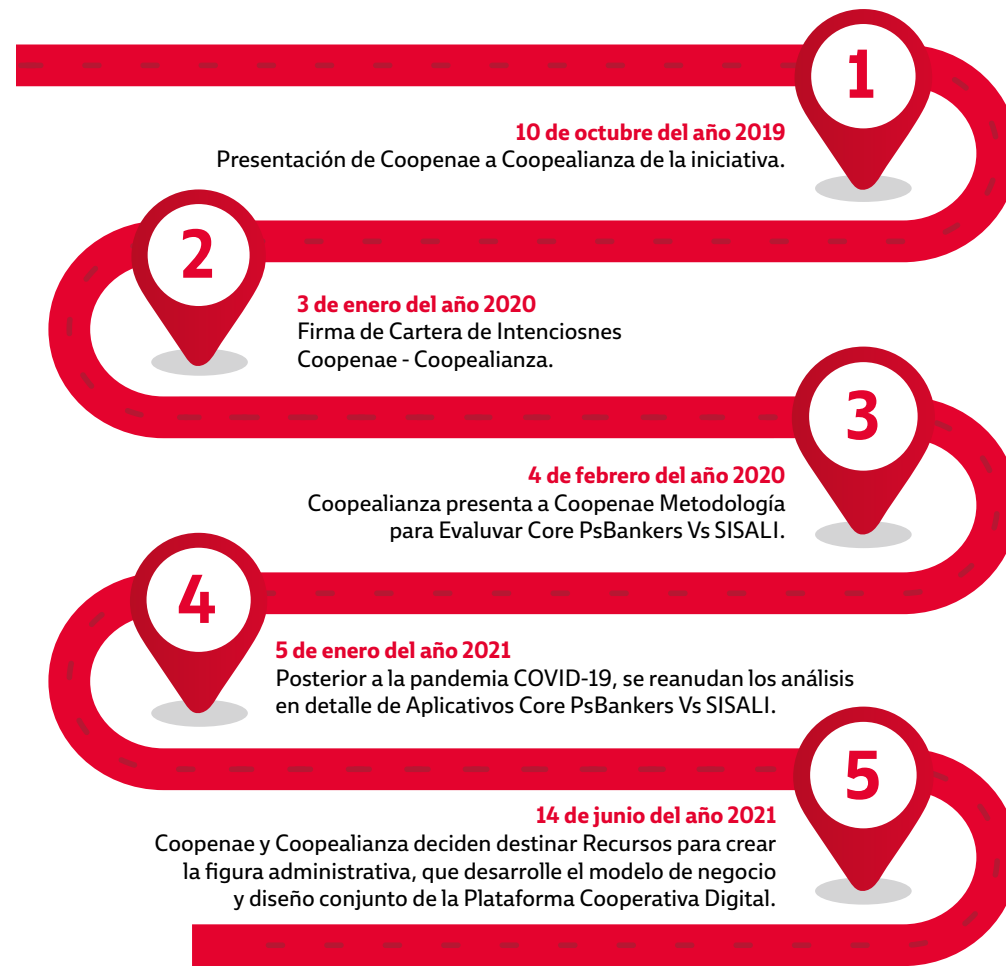 1
10 de octubre del año 2019
Presentación de Coopenae a Coopealianza de la iniciativa.
2
3 de enero del año 2020
Firma de Cartera de Intenciosnes
Coopenae - Coopealianza.
3
4 de febrero del año 2020
Coopealianza presenta a Coopenae Metodología
para Evaluvar Core PsBankers Vs SISALI.
4
5 de enero del año 2021
Posterior a la pandemia COVID-19, se reanudan los análisis
en detalle de Aplicativos Core PsBankers Vs SISALI.
5
14 de junio del año 2021
Coopenae y Coopealianza deciden destinar Recursos para crear
la figura administrativa, que desarrolle el modelo de negocio
y diseño conjunto de la Plataforma Cooperativa Digital.